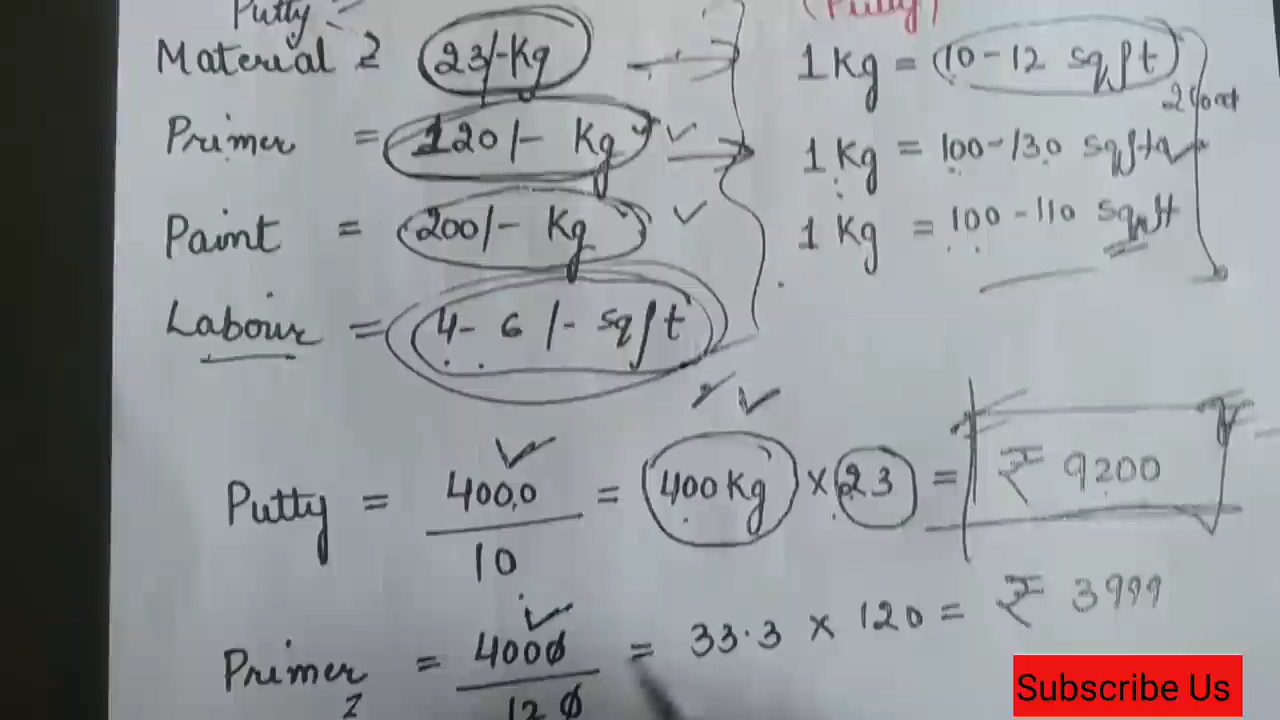 Putty
(Putty)
Material 23/- Kg
1 Kg = 10-12 sqft
2 Coat
Primer = 120/- Kg
1 Kg = 100-130 sqft
Paint = 200/- Kg
1 Kg = 100-110 sqft
Labour = 4-6/- sqft
Putty = 4000/10 = 400Kg × 23 = ₹ 9200
Primer = 4000/120 = 33.3 × 120 = ₹ 3999
Subscribe Us